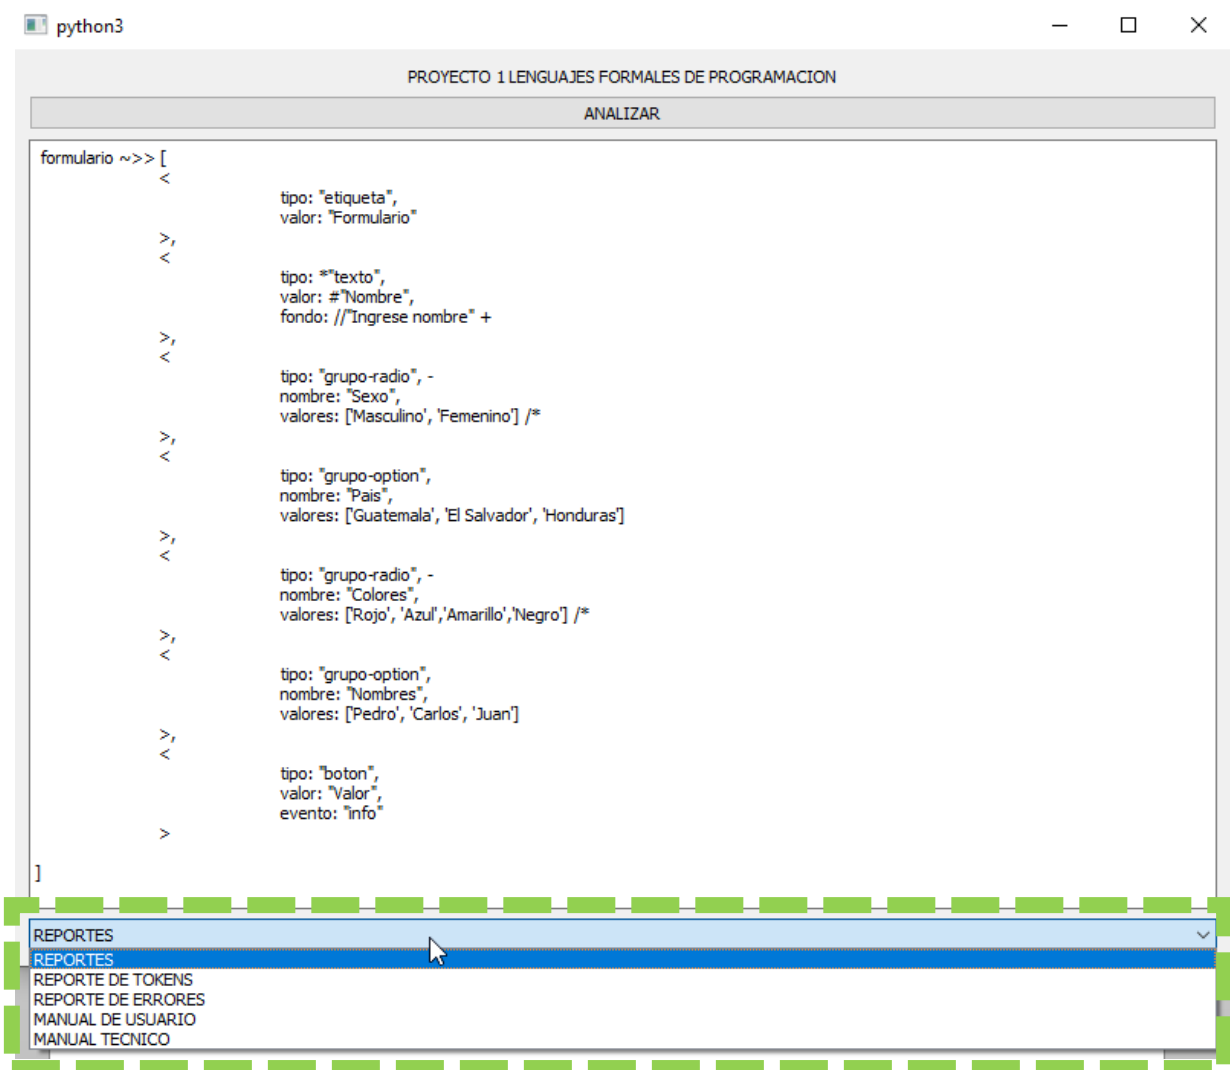 python3
PROYECTO 1 LENGUAJES FORMALES DE PROGRAMACION
ANALIZAR
formulario ~>> [
<
tipo: "etiqueta",
valor: "Formulario"
>,
<
tipo: *"texto",
valor: #"Nombre",
fondo: //"Ingrese nombre" +
>,
<
tipo: "grupo-radio", -
nombre: "Sexo",
valores: ['Masculino', 'Femenino'] /*
>,
<
tipo: "grupo-option",
nombre: "Pais",
valores: ['Guatemala', 'El Salvador', 'Honduras']
>,
<
tipo: "grupo-radio", -
nombre: "Colores",
valores: ['Rojo', 'Azul','Amarillo','Negro'] /*
>,
<
tipo: "grupo-option",
nombre: "Nombres",
valores: ['Pedro', 'Carlos', 'Juan']
>,
<
tipo: "boton",
valor: "Valor",
evento: "info"
>
]
REPORTES
REPORTES
REPORTE DE TOKENS
REPORTE DE ERRORES
MANUAL DE USUARIO
MANUAL TECNICO